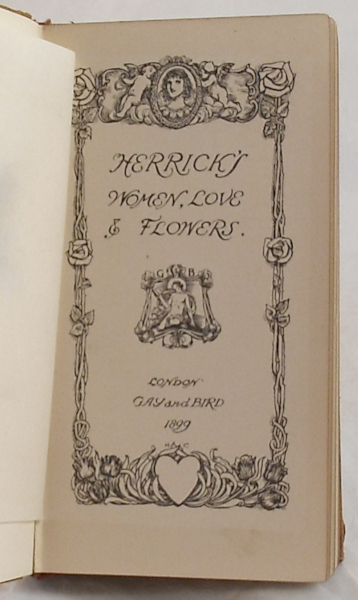 HERRICK'S
WOMEN, LOVE
& FLOWERS.
G & B
LONDON
GAY and BIRD
1899